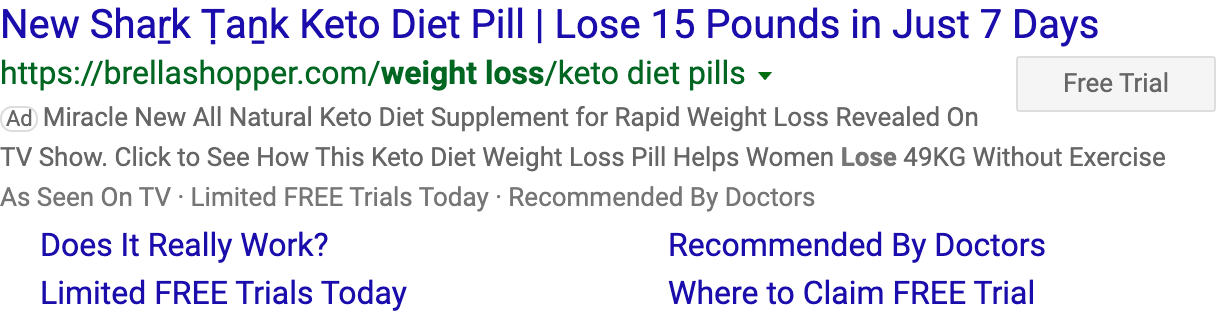 New Shaṟk Ṭaṉk Keto Diet Pill | Lose 15 Pounds in Just 7 Days
https://brellashopper.com/weight loss/keto diet pills
Free Trial
Ad Miracle New All Natural Keto Diet Supplement for Rapid Weight Loss Revealed On
TV Show. Click to See How This Keto Diet Weight Loss Pill Helps Women Lose 49KG Without Exercise
As Seen On TV · Limited FREE Trials Today · Recommended By Doctors
Does It Really Work?
Recommended By Doctors
Limited FREE Trials Today
Where to Claim FREE Trial